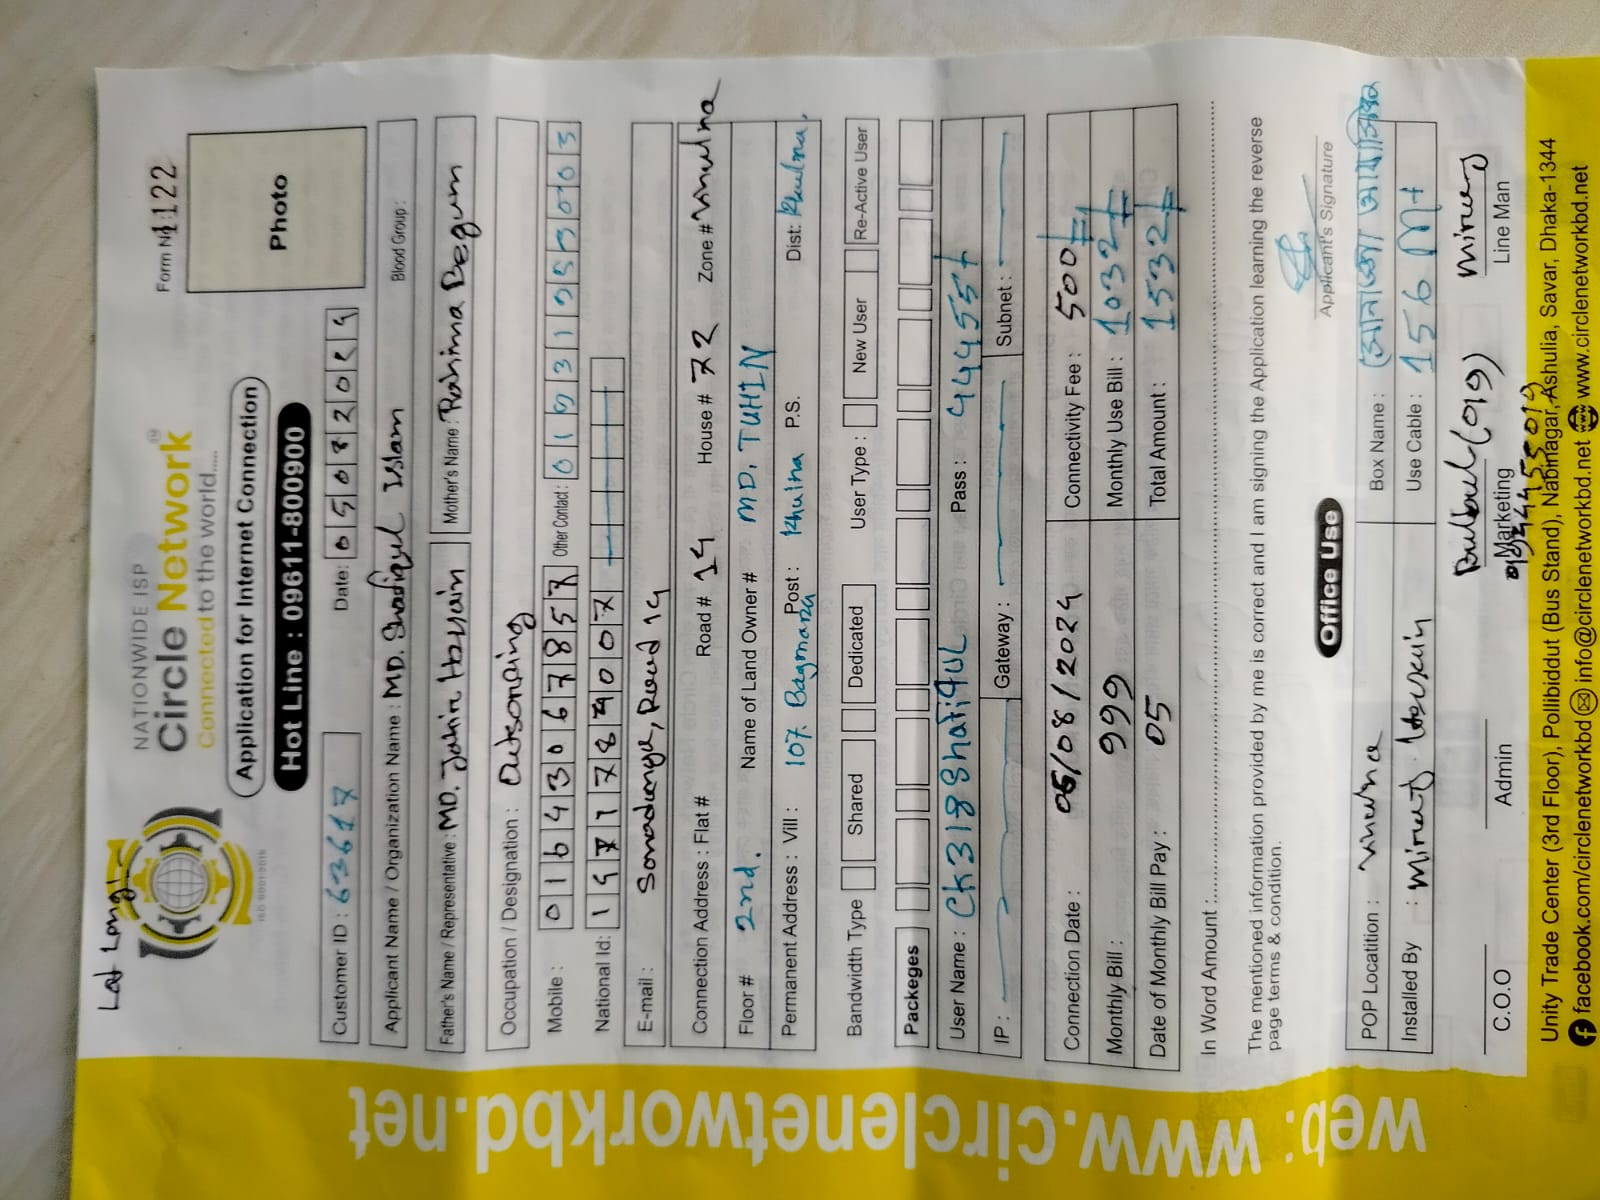 Lat Long:-
NATIONWIDE ISP
Circle Network
Connected to the world.....
Form N 1122
Application for Internet Connection
Hot Line : 09611-800900
Photo
Customer ID : 63617 Date: 05082024
Applicant Name / Organization Name : MD. Shafiqul Islam Blood Group :
Father's Name / Representative : MD. Jahir Hossain Mother's Name : Rahima Begum
Occupation / Designation : Outsoncing
Mobile : 01643067857 Other Contact :
National Id:
E-mail : Sonadanga, Road 14
Connection Address : Flat # Road # 14 House # 72 Zone # Khulna
Floor # 2nd. Name of Land Owner # MD. TUHIN
Permanent Address : Vill : 107. Bagmara Post : Khulna P.S. Dist: Khulna,
Bandwidth Type Shared Dedicated User Type : New User Re-Active User
Packeges
User Name : CK318Shafiqul Pass : 444555
IP : Gateway : Subnet :
Connection Date : 05/08/2024 Connectivity Fee : 500
Monthly Bill : 999 Monthly Use Bill : 1032
Date of Monthly Bill Pay : 05 Total Amount : 1532
In Word Amount :
The mentioned information provided by me is correct and I am signing the Application learning the reverse
page terms & condition.
Applicant's Signature
Office Use
POP Lotatition : Khulna Box Name :
Installed By : Miraj Hossain Use Cable : 156 Mt
Bulbul (019) Miraj
C.O.O Admin Marketing Line Man
Unity Trade Center (3rd Floor), Pollibiddut (Bus Stand), Nabinagar, Ashulia, Savar, Dhaka-1344
facebook.com/circlenetworkbd info@circlenetworkbd.net www.circlenetworkbd.net
web: www.circlenetworkbd.net